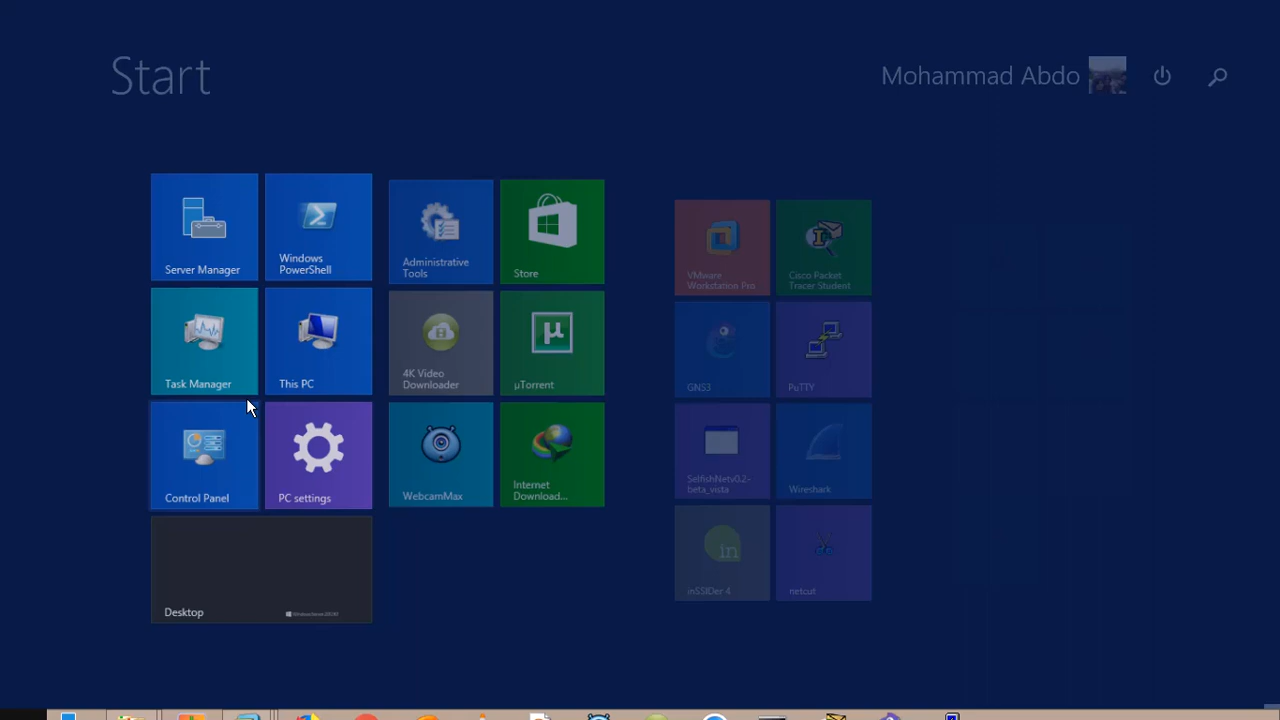 Start
Mohammad Abdo
Server Manager
Windows
PowerShell
Administrative
Tools
Store
VMware
Workstation Pro
Cisco Packet
Tracer Student
Task Manager
This PC
4K Video
Downloader
µTorrent
GNS3
PuTTY
Control Panel
PC settings
WebcamMax
Internet
Download...
SelfishNetv0.2-
beta_vista
Wireshark
in
inSSIDer 4
netcut
Desktop